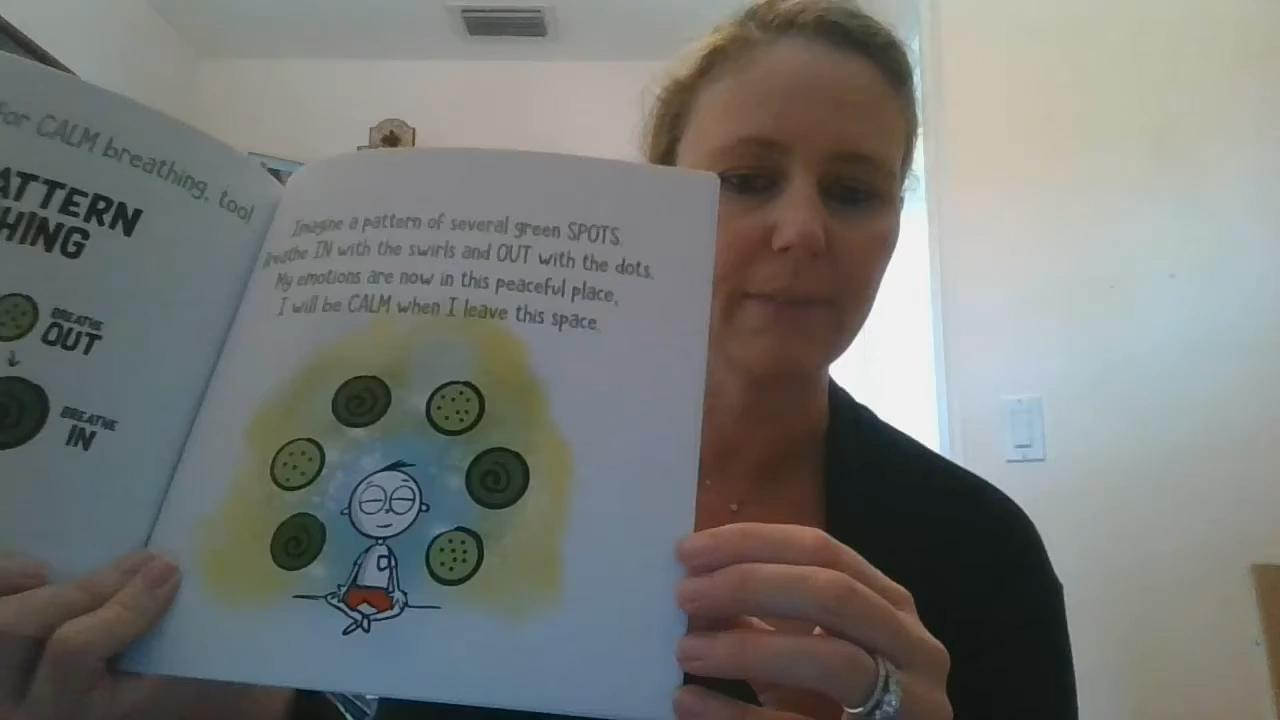 for CALM breathing, too!
ATTERN
HING
BREATHE
OUT
BREATHE
IN
Imagine a pattern of several green SPOTS.
Breathe IN with the swirls and OUT with the dots.
My emotions are now in this peaceful place,
I will be CALM when I leave this space.